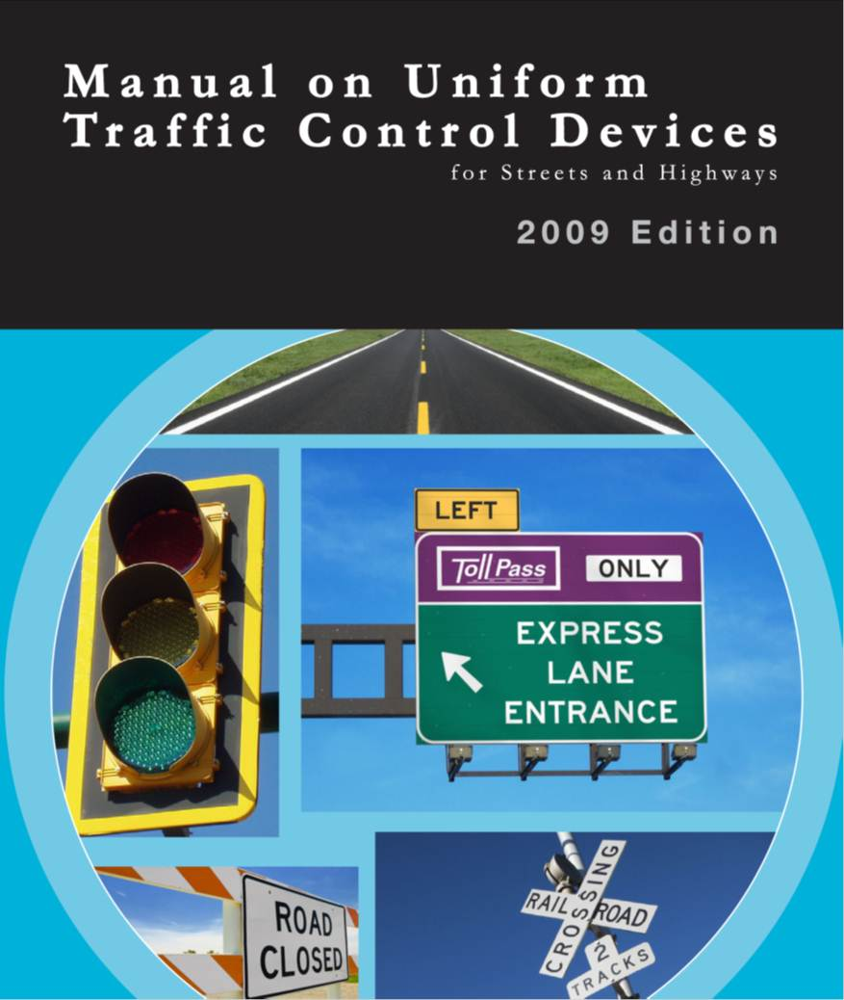 Manual on Uniform
Traffic Control Devices
for Streets and Highways
2009 Edition
LEFT
Toll Pass
ONLY
EXPRESS
LANE
ENTRANCE
ROAD
CLOSED
RAIL ROAD
CROSSING
2
TRACKS